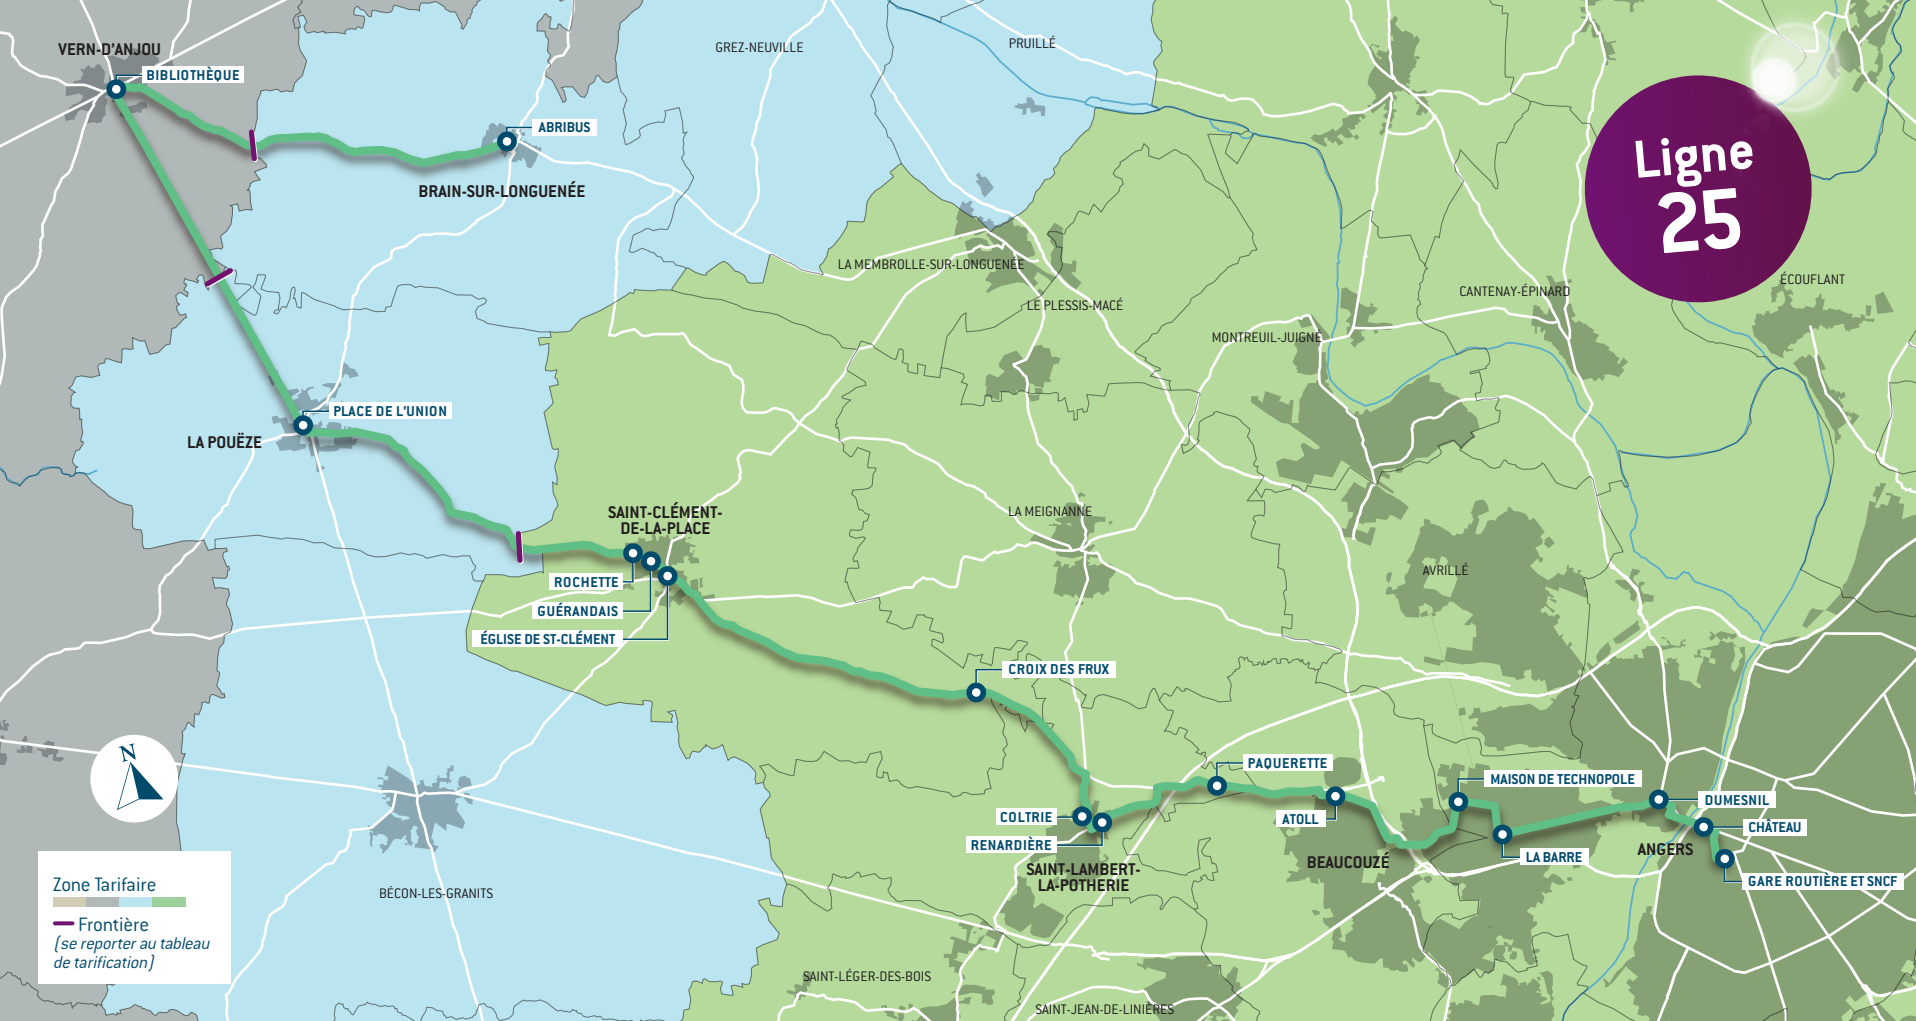 VERN-D'ANJOU
BIBLIOTHÈQUE
GREZ-NEUVILLE
PRUILLÉ
ABRIBUS
BRAIN-SUR-LONGUENÉE
Ligne
25
LA MEMBROLLE-SUR-LONGUENÉE
LE PLESSIS-MACÉ
CANTENAY-ÉPINARD
ÉCOUFLANT
MONTREUIL-JUIGNÉ
PLACE DE L'UNION
LA POUËZE
SAINT-CLÉMENT-
DE-LA-PLACE
LA MEIGNANNE
AVRILLÉ
ROCHETTE
GUÉRANDAIS
ÉGLISE DE ST-CLÉMENT
CROIX DES FRUX
PAQUERETTE
MAISON DE TECHNOPOLE
COLTRIE
ATOLL
DUMESNIL
CHÂTEAU
RENARDIÈRE
BEAUCOUZÉ
LA BARRE
ANGERS
SAINT-LAMBERT-
LA-POTHERIE
GARE ROUTIÈRE ET SNCF
N
BÉCON-LES-GRANITS
SAINT-LÉGER-DES-BOIS
SAINT-JEAN-DE-LINIÈRES
Zone Tarifaire
Frontière
(se reporter au tableau
de tarification)